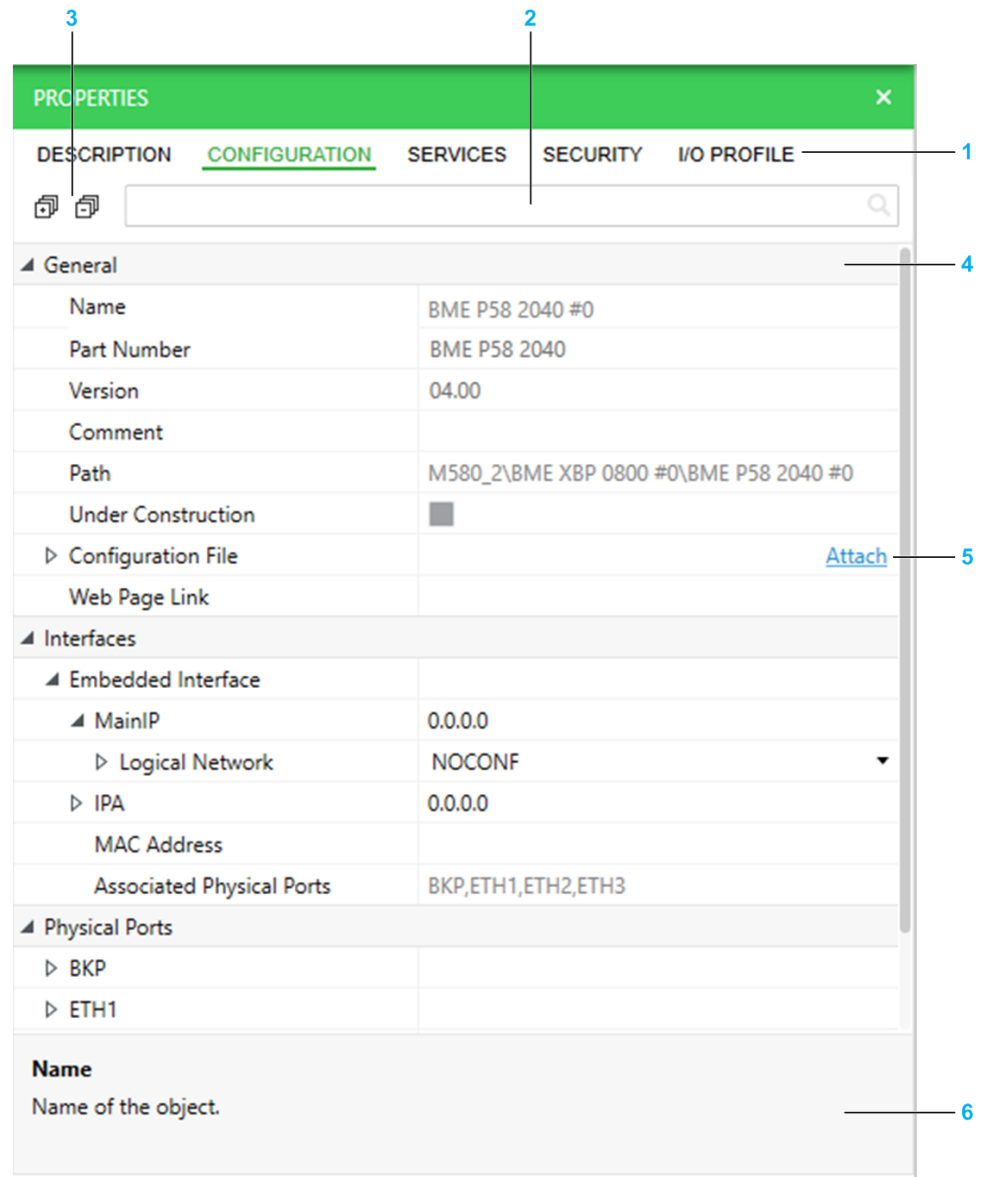 3 2
PROPERTIES
DESCRIPTION CONFIGURATION SERVICES SECURITY I/O PROFILE 1
General 4
Name BME P58 2040 #0
Part Number BME P58 2040
Version 04.00
Comment
Path M580_2\BME XBP 0800 #0\BME P58 2040 #0
Under Construction
Configuration File Attach 5
Web Page Link
Interfaces
Embedded Interface
MainIP 0.0.0.0
Logical Network NOCONF
IPA 0.0.0.0
MAC Address
Associated Physical Ports BKP,ETH1,ETH2,ETH3
Physical Ports
BKP
ETH1
Name
Name of the object.
6